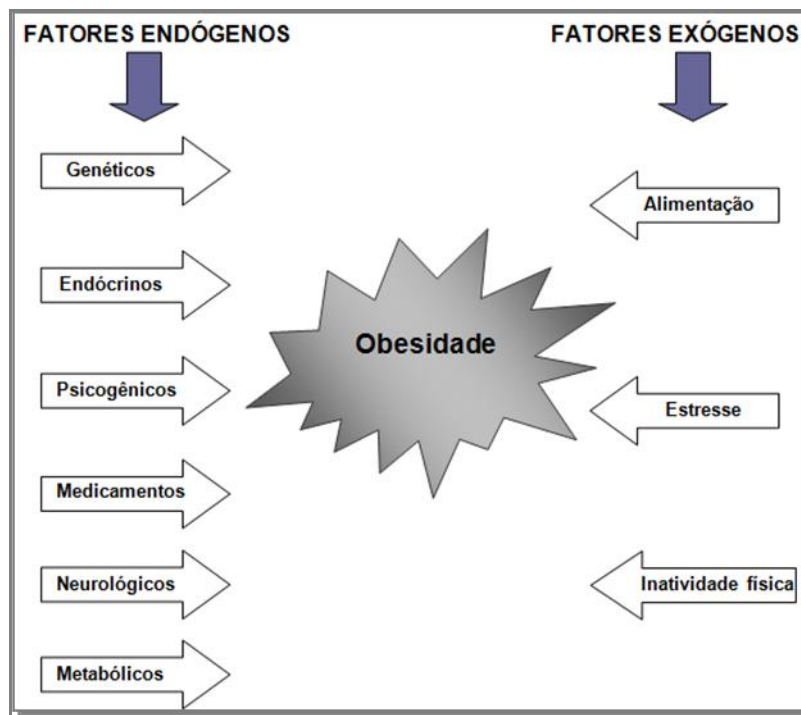 FATORES ENDÓGENOS
Genéticos
Endócrinos
Psicogênicos
Medicamentos
Neurológicos
Metabólicos
Obesidade
FATORES EXÓGENOS
Alimentação
Estresse
Inatividade física